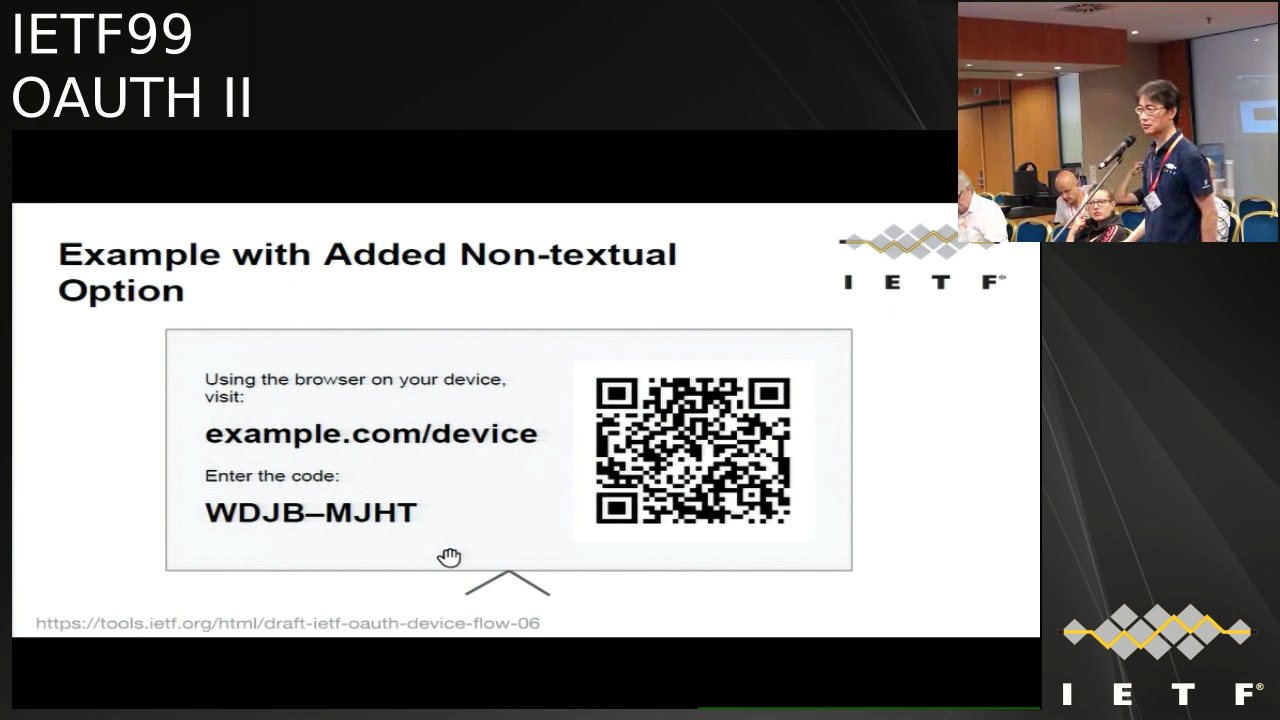 IETF99
OAUTH II
Example with Added Non-textual
Option
I E T F®
Using the browser on your device,
visit:
example.com/device
Enter the code:
WDJB–MJHT
https://tools.ietf.org/html/draft-ietf-oauth-device-flow-06
I E T F
I E T F®